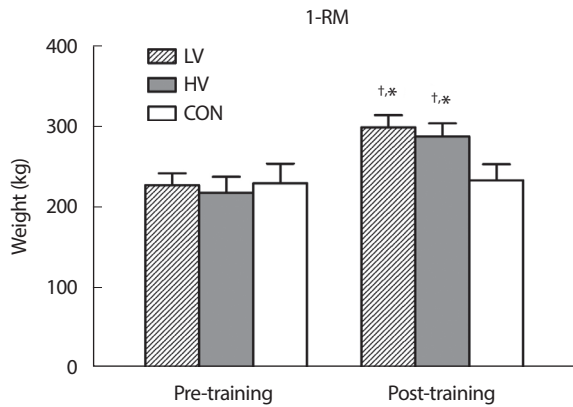 1-RM
400
300
200
100
0
Weight (kg)
LV
HV
CON
†,*
†,*
Pre-training
Post-training